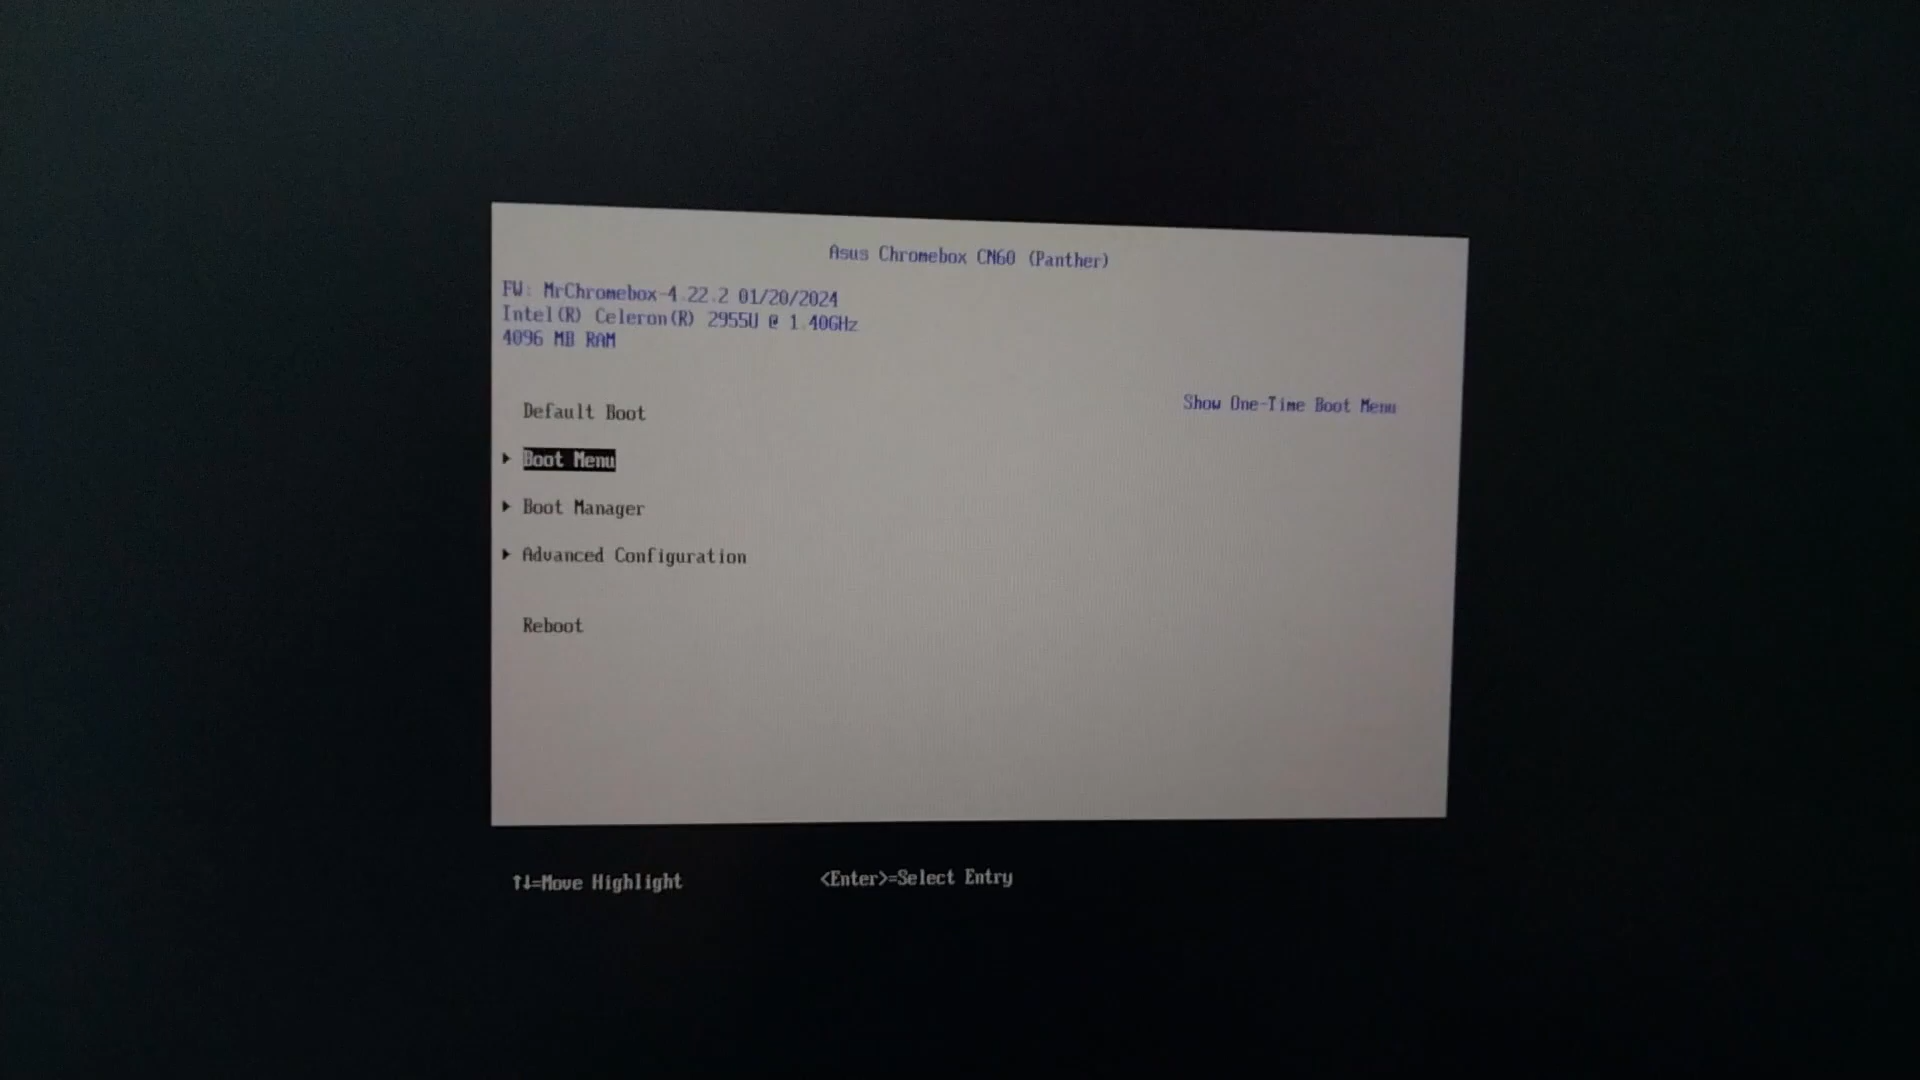 Asus Chromebox CN60 (Panther)
FW: MrChromebox-4.22.2 01/20/2024
Intel(R) Celeron(R) 2955U @ 1.40GHz
4096 MB RAM
Default Boot
Show One-Time Boot Menu
Boot Menu
Boot Manager
Advanced Configuration
Reboot
↑↓=Move Highlight
<Enter>=Select Entry